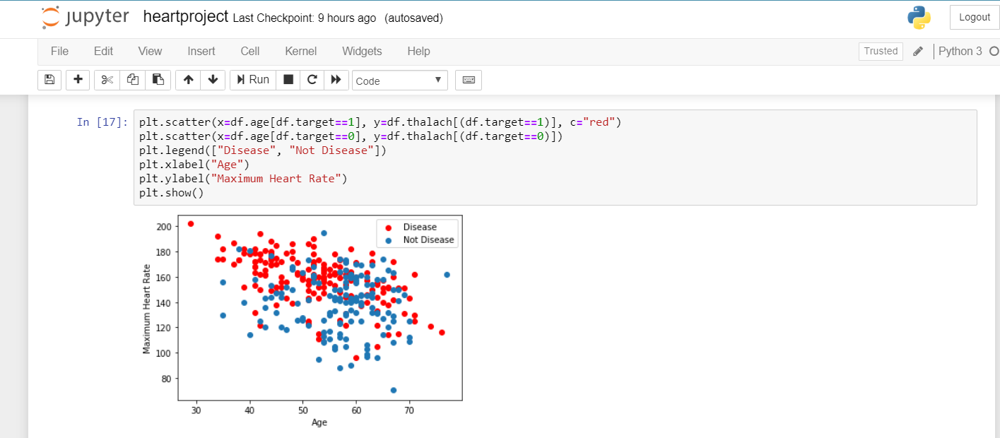 jupyter heartproject Last Checkpoint: 9 hours ago (autosaved) Logout
File Edit View Insert Cell Kernel Widgets Help Trusted Python 3
Run Code
In [17]: plt.scatter(x=df.age[df.target==1], y=df.thalach[(df.target==1)], c="red")
plt.scatter(x=df.age[df.target==0], y=df.thalach[(df.target==0)])
plt.legend(["Disease", "Not Disease"])
plt.xlabel("Age")
plt.ylabel("Maximum Heart Rate")
plt.show()
Disease
Not Disease
Maximum Heart Rate
200
180
160
140
120
100
80
30 40 50 60 70
Age